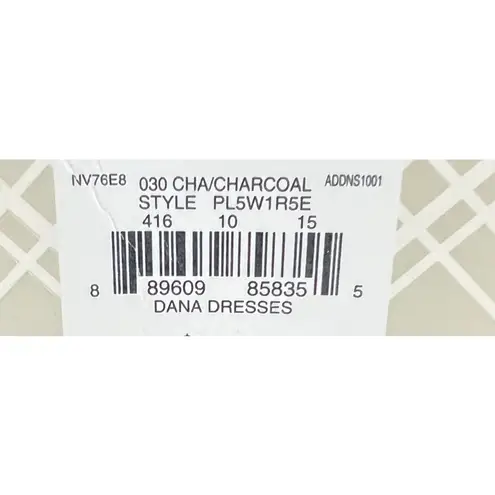 NV76E8 030 CHA/CHARCOAL ADDNS1001
STYLE PL5W1R5E
416 10 15
8 89609 85835 5
DANA DRESSES